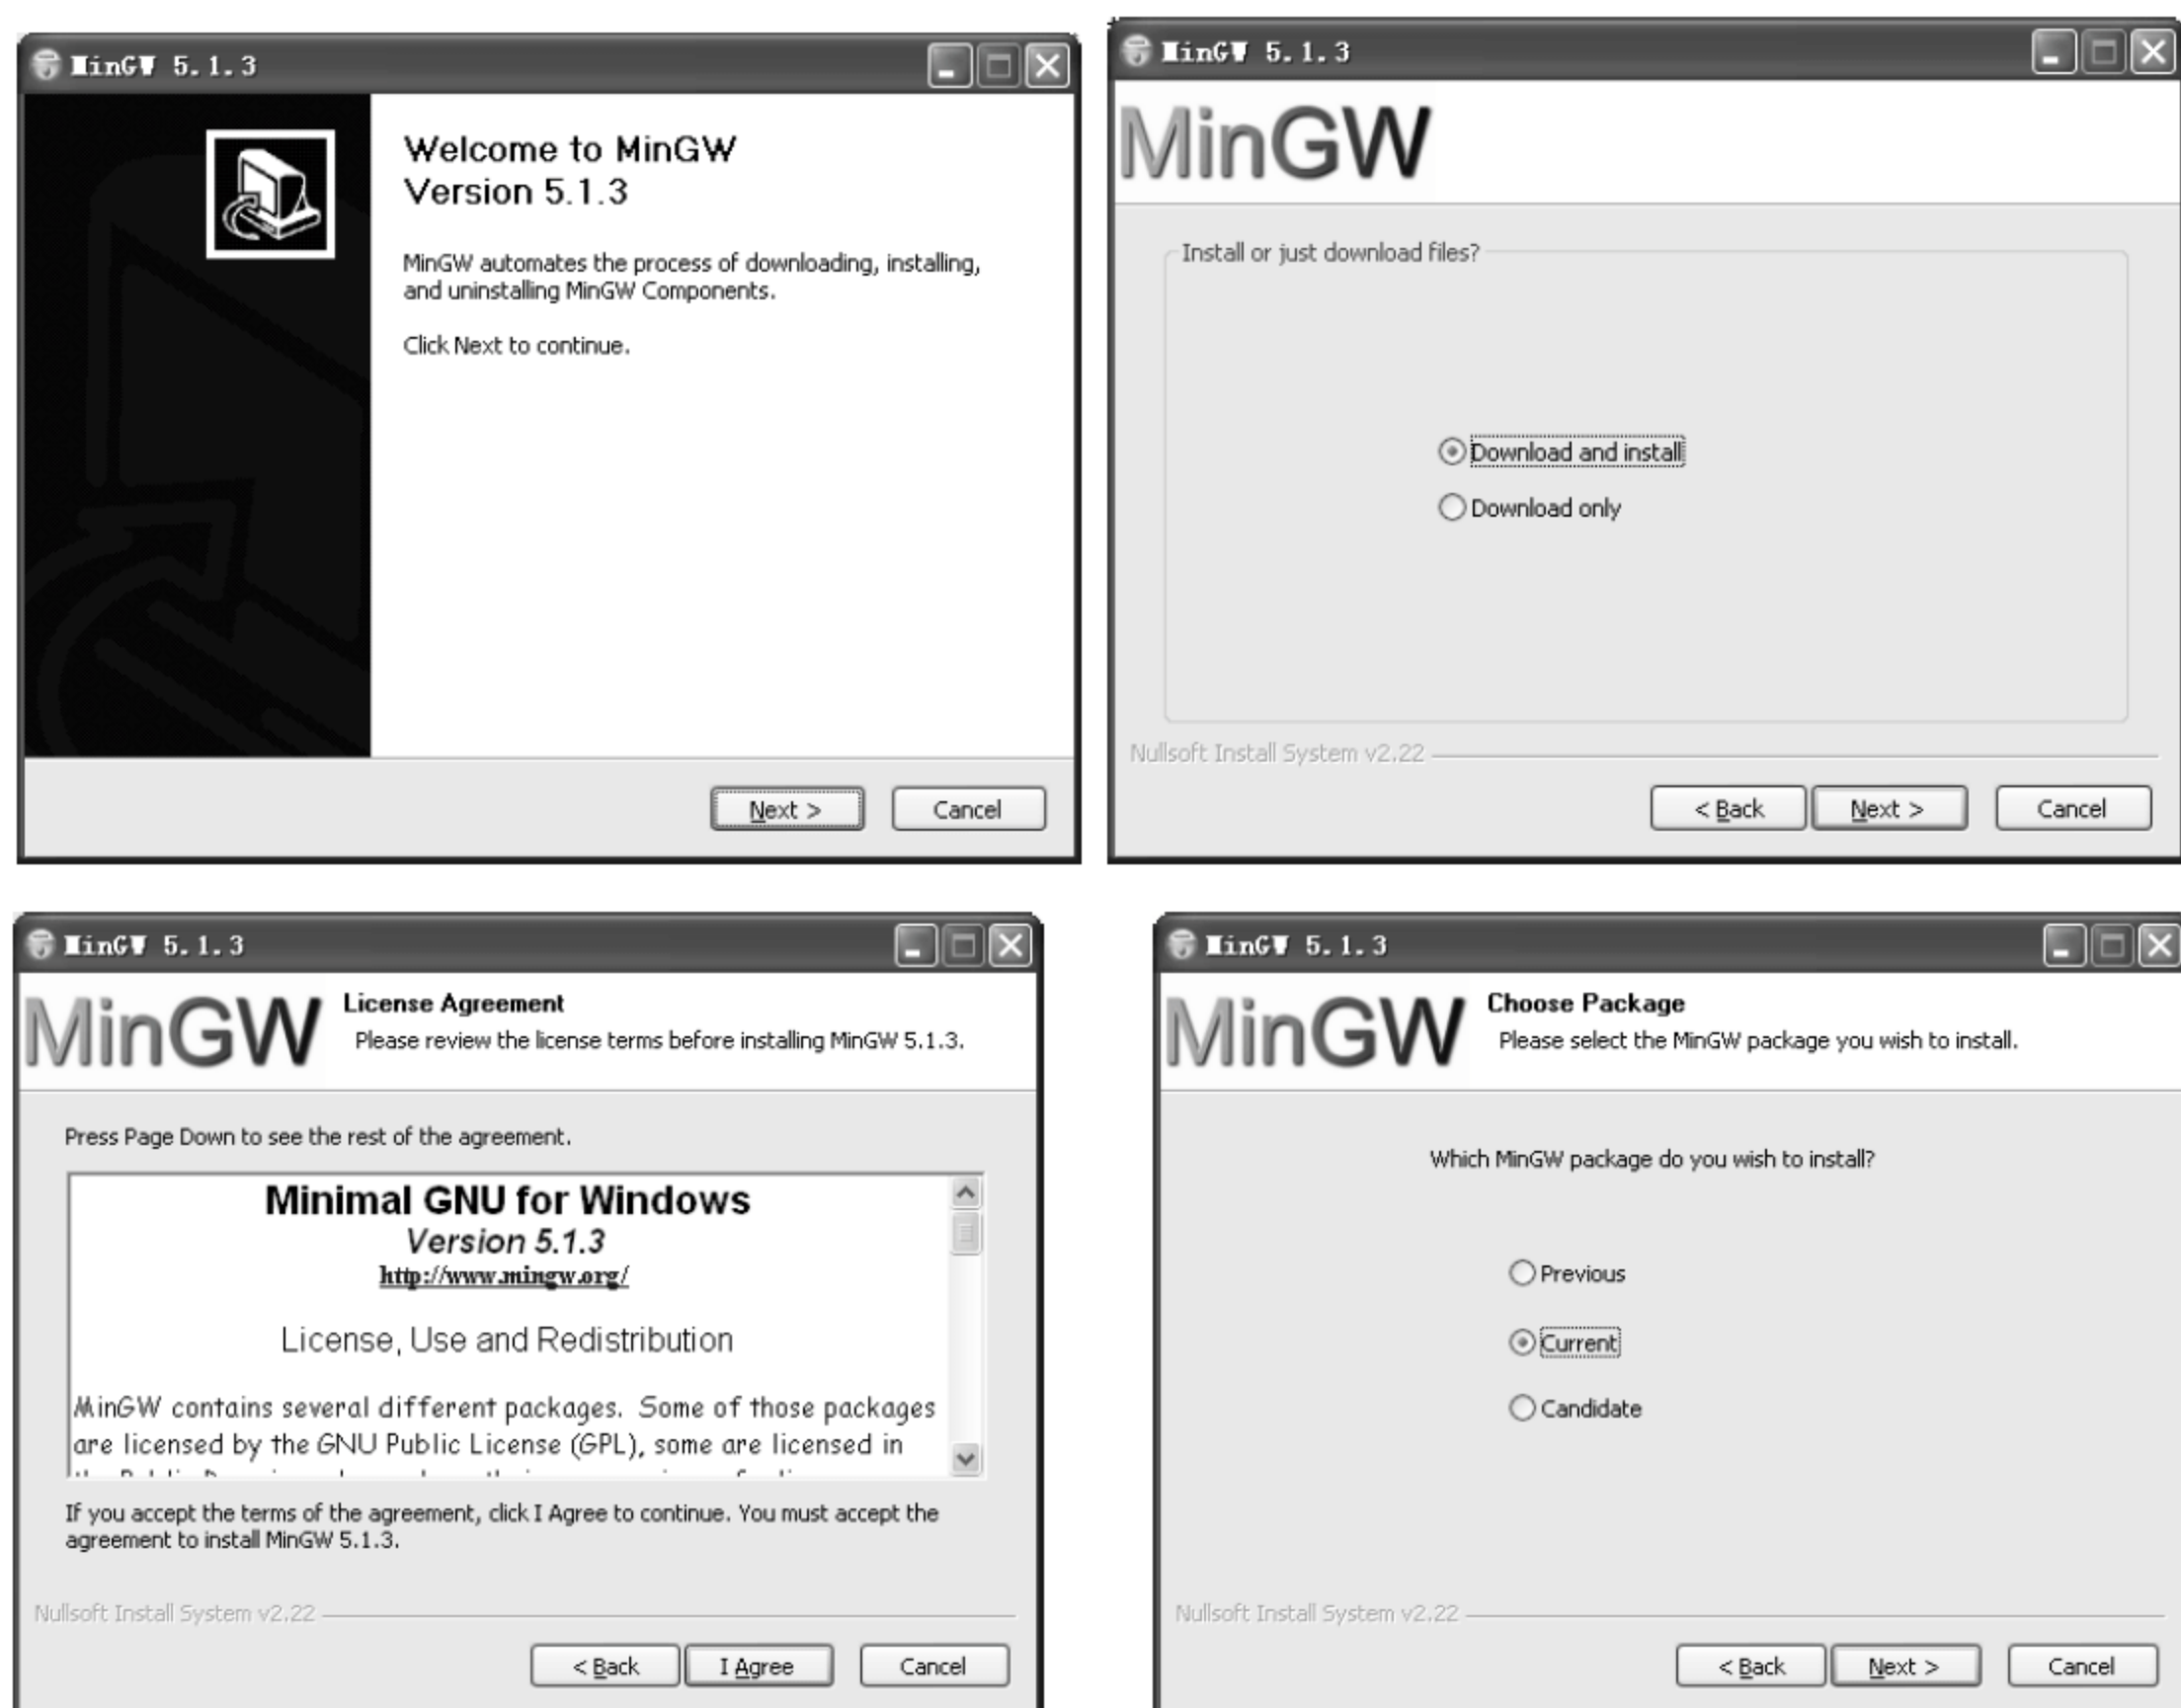 MinGW 5.1.3
Welcome to MinGW
Version 5.1.3
MinGW automates the process of downloading, installing,
and uninstalling MinGW Components.
Click Next to continue.
Next >
Cancel
MinGW 5.1.3
MinGW
Install or just download files?
Download and install
Download only
Nullsoft Install System v2.22
< Back
Next >
Cancel
MinGW 5.1.3
MinGW
License Agreement
Please review the license terms before installing MinGW 5.1.3.
Press Page Down to see the rest of the agreement.
Minimal GNU for Windows
Version 5.1.3
http://www.mingw.org/
License, Use and Redistribution
MinGW contains several different packages. Some of those packages
are licensed by the GNU Public License (GPL), some are licensed in
If you accept the terms of the agreement, click I Agree to continue. You must accept the
agreement to install MinGW 5.1.3.
Nullsoft Install System v2.22
< Back
I Agree
Cancel
MinGW 5.1.3
MinGW
Choose Package
Please select the MinGW package you wish to install.
Which MinGW package do you wish to install?
Previous
Current
Candidate
Nullsoft Install System v2.22
< Back
Next >
Cancel